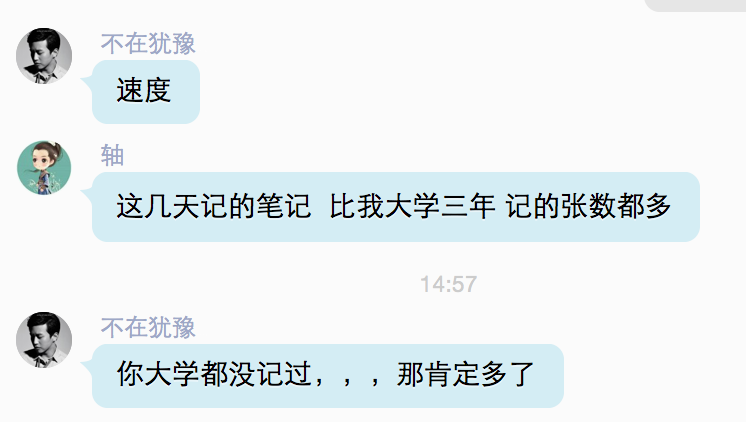 不在犹豫
速度
轴
这几天记的笔记 比我大学三年 记的张数都多
14:57
不在犹豫
你大学都没记过，，，那肯定多了